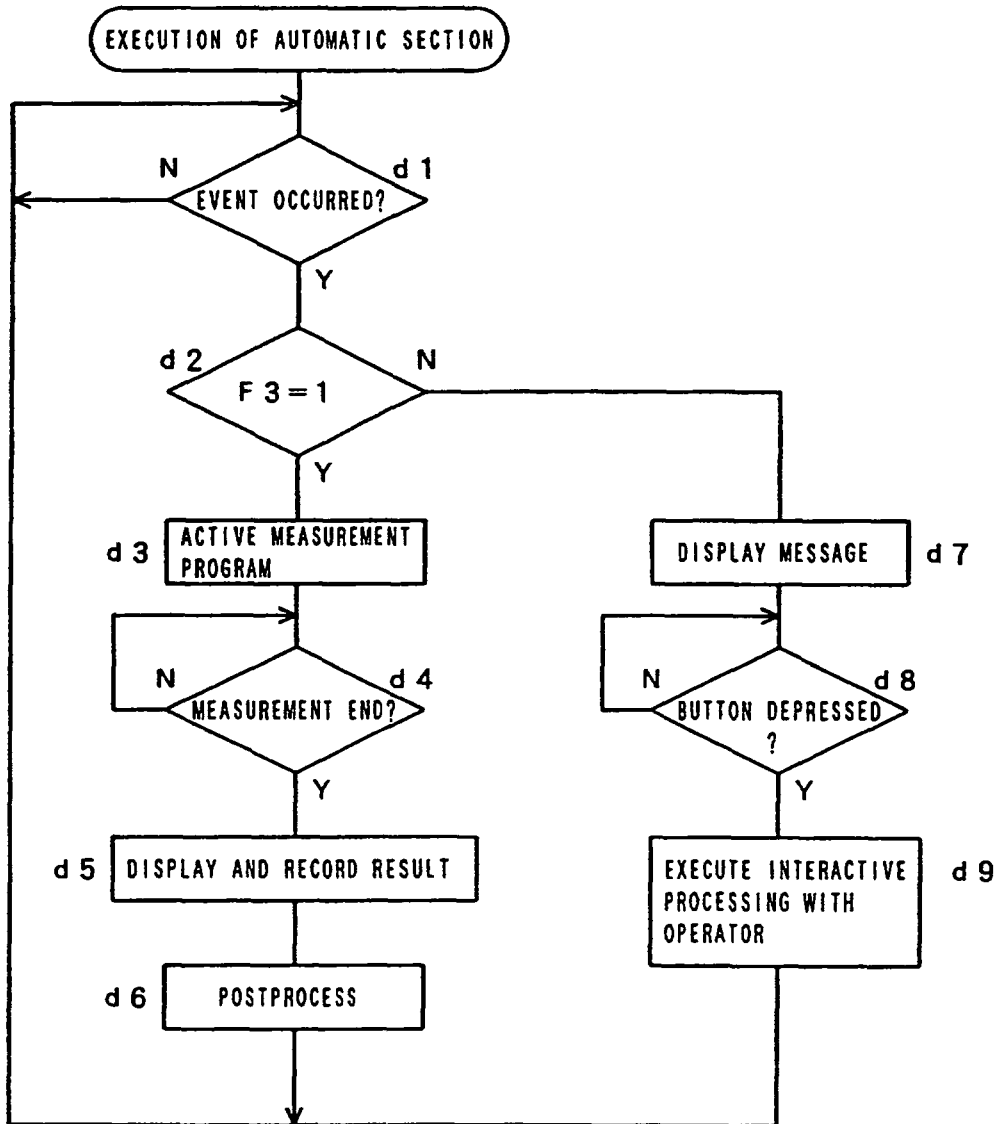 EXECUTION OF AUTOMATIC SECTION
N
d 1
EVENT OCCURRED?
Y
d 2
N
F 3 = 1
Y
d 3
ACTIVE MEASUREMENT
PROGRAM
DISPLAY MESSAGE
d 7
N
d 4
MEASUREMENT END?
Y
N
d 8
BUTTON DEPRESSED
?
Y
d 5
DISPLAY AND RECORD RESULT
EXECUTE INTERACTIVE
PROCESSING WITH
OPERATOR
d 9
d 6
POSTPROCESS